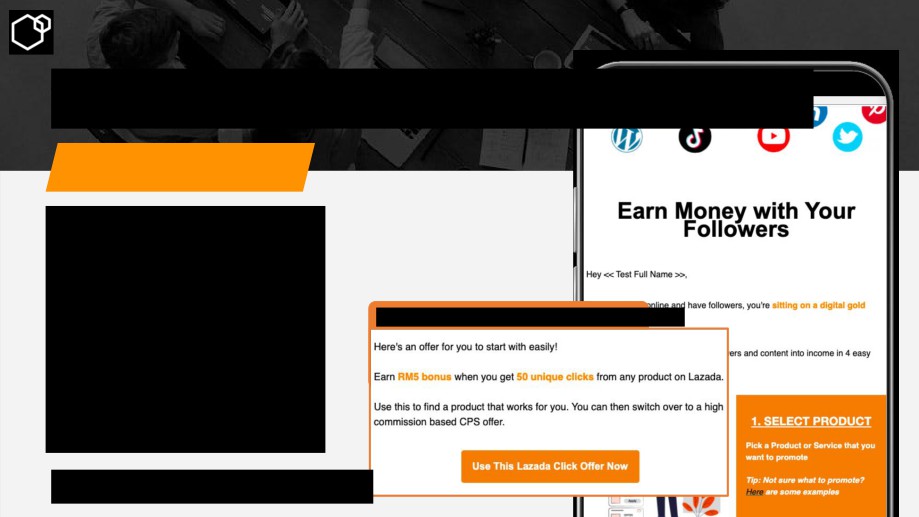 Earn Money with Your
Followers
Hey << Test Full Name >>,
online and have followers, you're sitting on a digital gold
and content into income in 4 easy
Here's an offer for you to start with easily!
Earn RM5 bonus when you get 50 unique clicks from any product on Lazada.
Use this to find a product that works for you. You can then switch over to a high
commission based CPS offer.
Use This Lazada Click Offer Now
1. SELECT PRODUCT
Pick a Product or Service that you
want to promote
Tip: Not sure what to promote?
Here are some examples